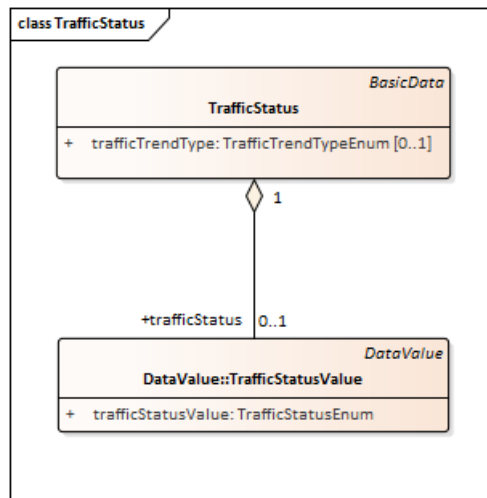 class TrafficStatus
BasicData
TrafficStatus
+ trafficTrendType: TrafficTrendTypeEnum [0..1]
1
+trafficStatus 0..1
DataValue
DataValue::TrafficStatusValue
+ trafficStatusValue: TrafficStatusEnum